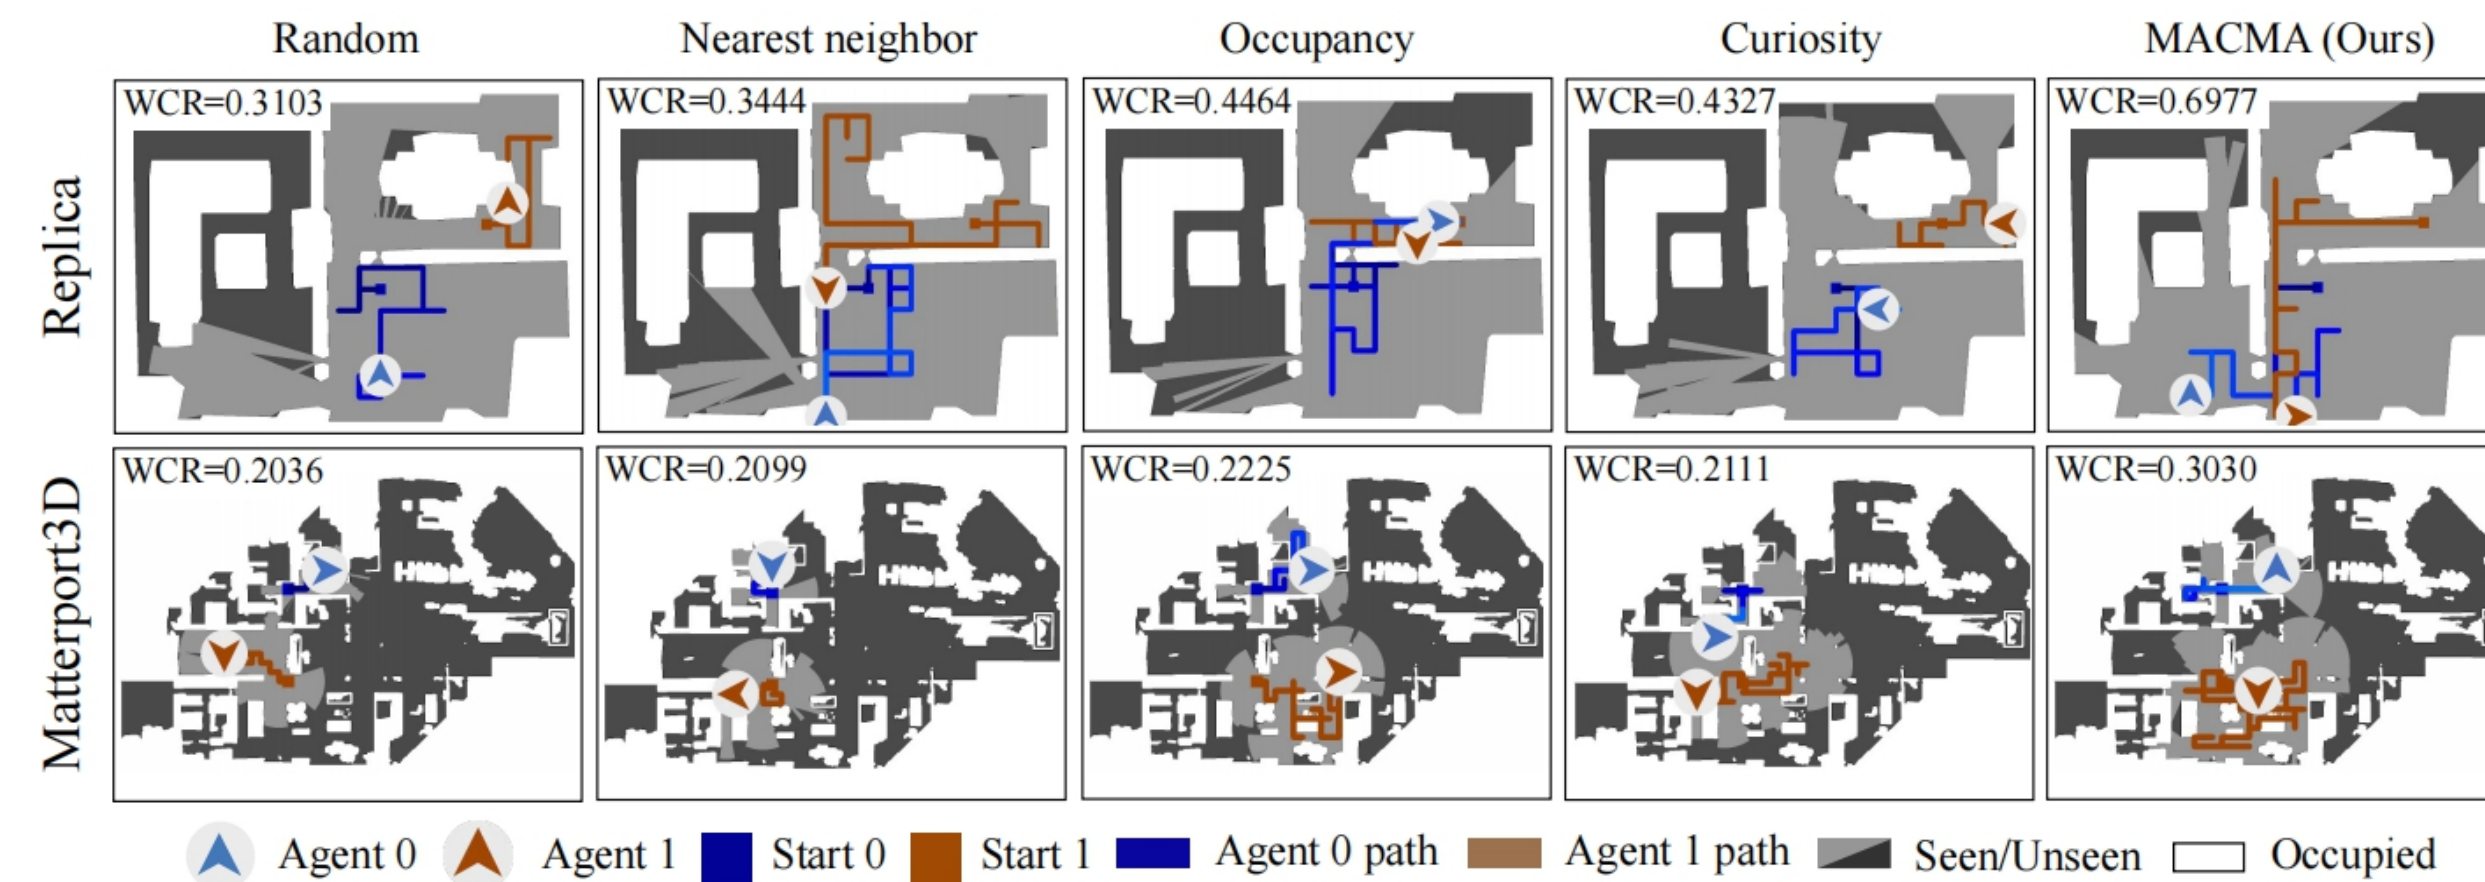 Random Nearest neighbor Occupancy Curiosity MACMA (Ours)
Replica
WCR=0.3103 WCR=0.3444 WCR=0.4464 WCR=0.4327 WCR=0.6977
Matterport3D
WCR=0.2036 WCR=0.2099 WCR=0.2225 WCR=0.2111 WCR=0.3030
Agent 0 Agent 1 Start 0 Start 1 Agent 0 path Agent 1 path Seen/Unseen Occupied